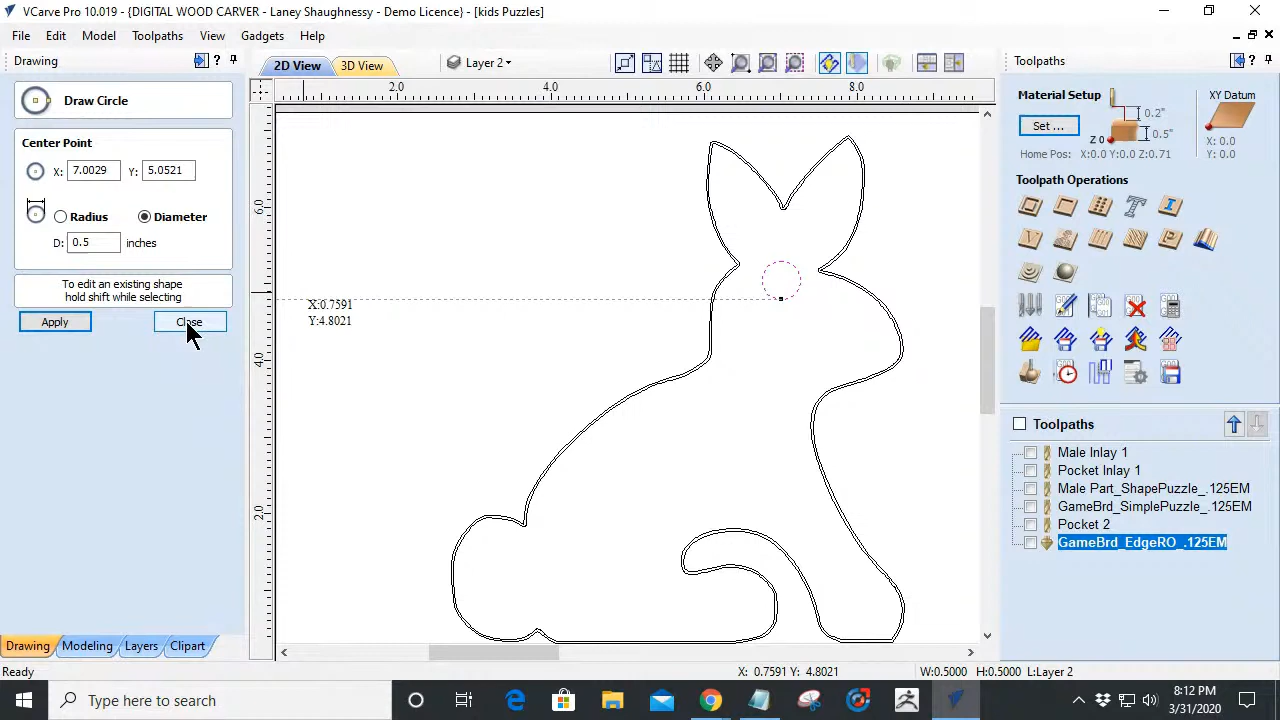 VCarve Pro 10.019 - {DIGITAL WOOD CARVER - Laney Shaughnessy - Demo Licence} - [kids Puzzles]
File Edit Model Toolpaths View Gadgets Help
Drawing
2D View 3D View Layer 2
Toolpaths
Draw Circle
Center Point
X: 7.0029 Y: 5.0521
Radius Diameter
D: 0.5 inches
To edit an existing shape
hold shift while selecting
Apply Close
2.0 4.0 6.0 8.0
6.0
4.0
2.0
X:0.7591
Y:4.8021
Material Setup
Set ...
0.2"
0.5"
Z 0
XY Datum
X: 0.0
Y: 0.0
Home Pos: X:0.0 Y:0.0 Z:0.71
Toolpath Operations
Toolpaths
Male Inlay 1
Pocket Inlay 1
Male Part_ShapePuzzle_.125EM
GameBrd_SimplePuzzle_.125EM
Pocket 2
GameBrd_EdgeRO_.125EM
Drawing Modeling Layers Clipart
Ready
X: 0.7591 Y: 4.8021
W:0.5000 H:0.5000 L:Layer 2
Type here to search
8:12 PM
3/31/2020